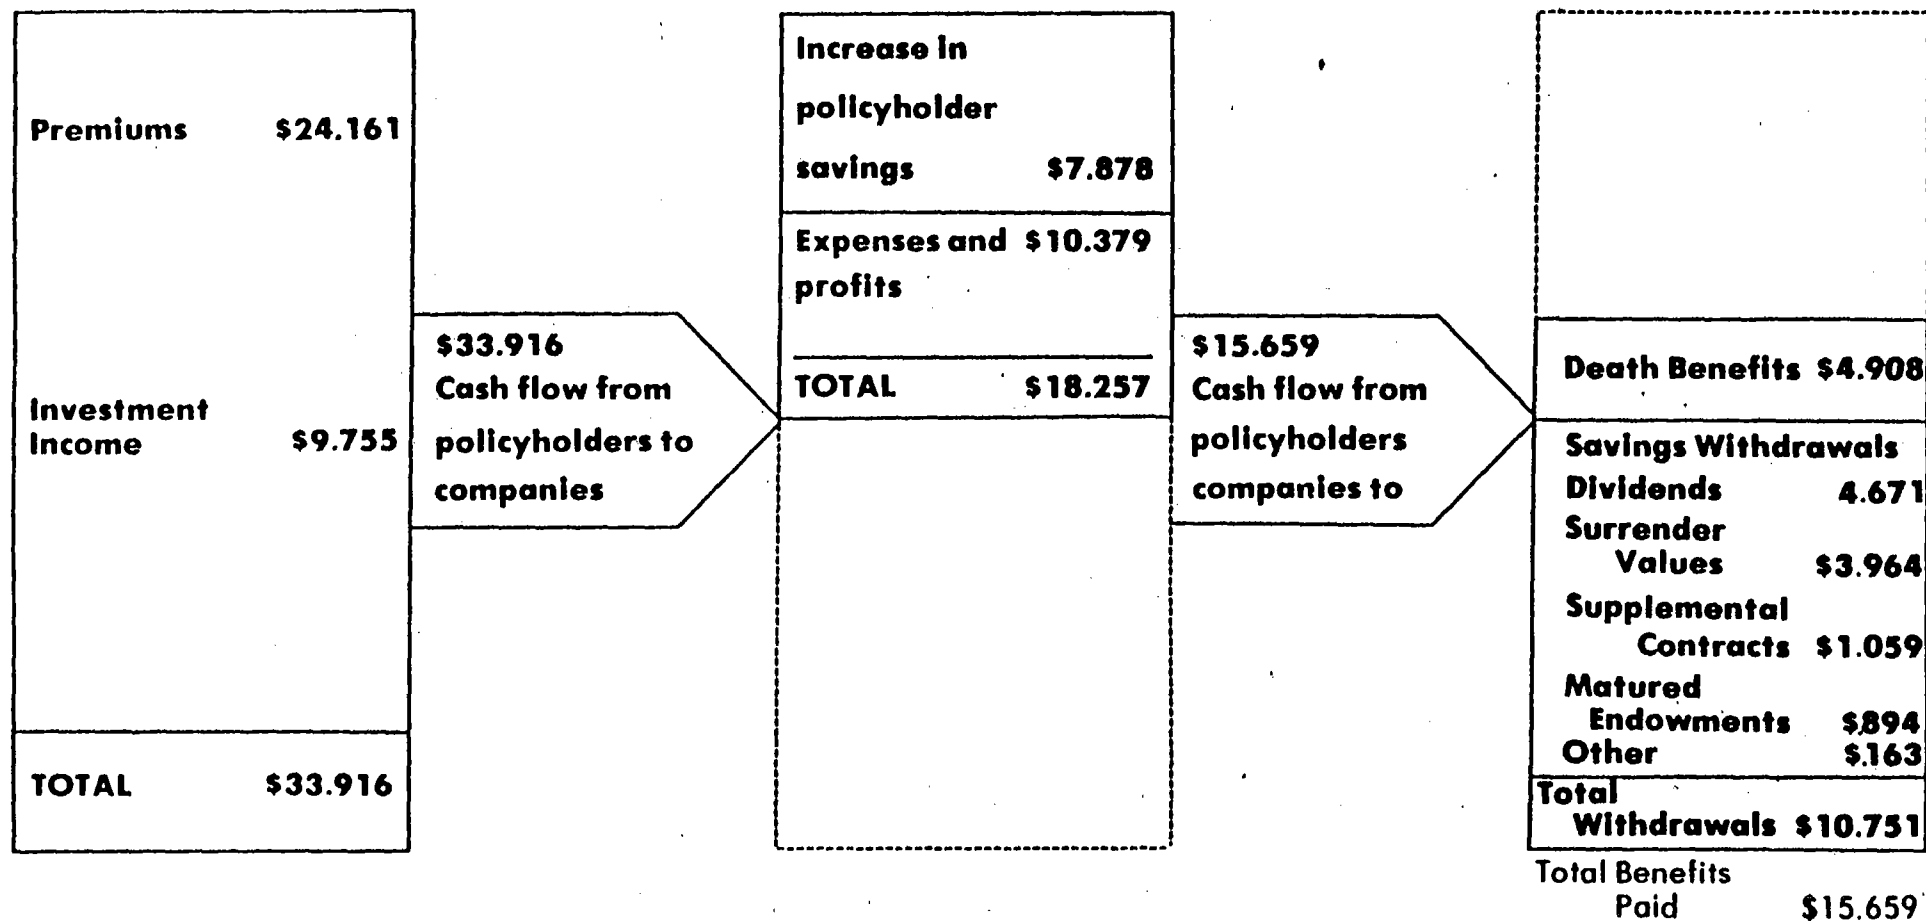 Premiums $24.161
Investment
Income $9.755
TOTAL $33.916
$33.916
Cash flow from
policyholders to
companies
Increase in
policyholder
savings $7.878
Expenses and $10.379
profits
TOTAL $18.257
$15.659
Cash flow from
policyholders
companies to
Death Benefits $4.908
Savings Withdrawals
Dividends 4.671
Surrender
Values $3.964
Supplemental
Contracts $1.059
Matured
Endowments $.894
Other $.163
Total
Withdrawals $10.751
Total Benefits
Paid $15.659